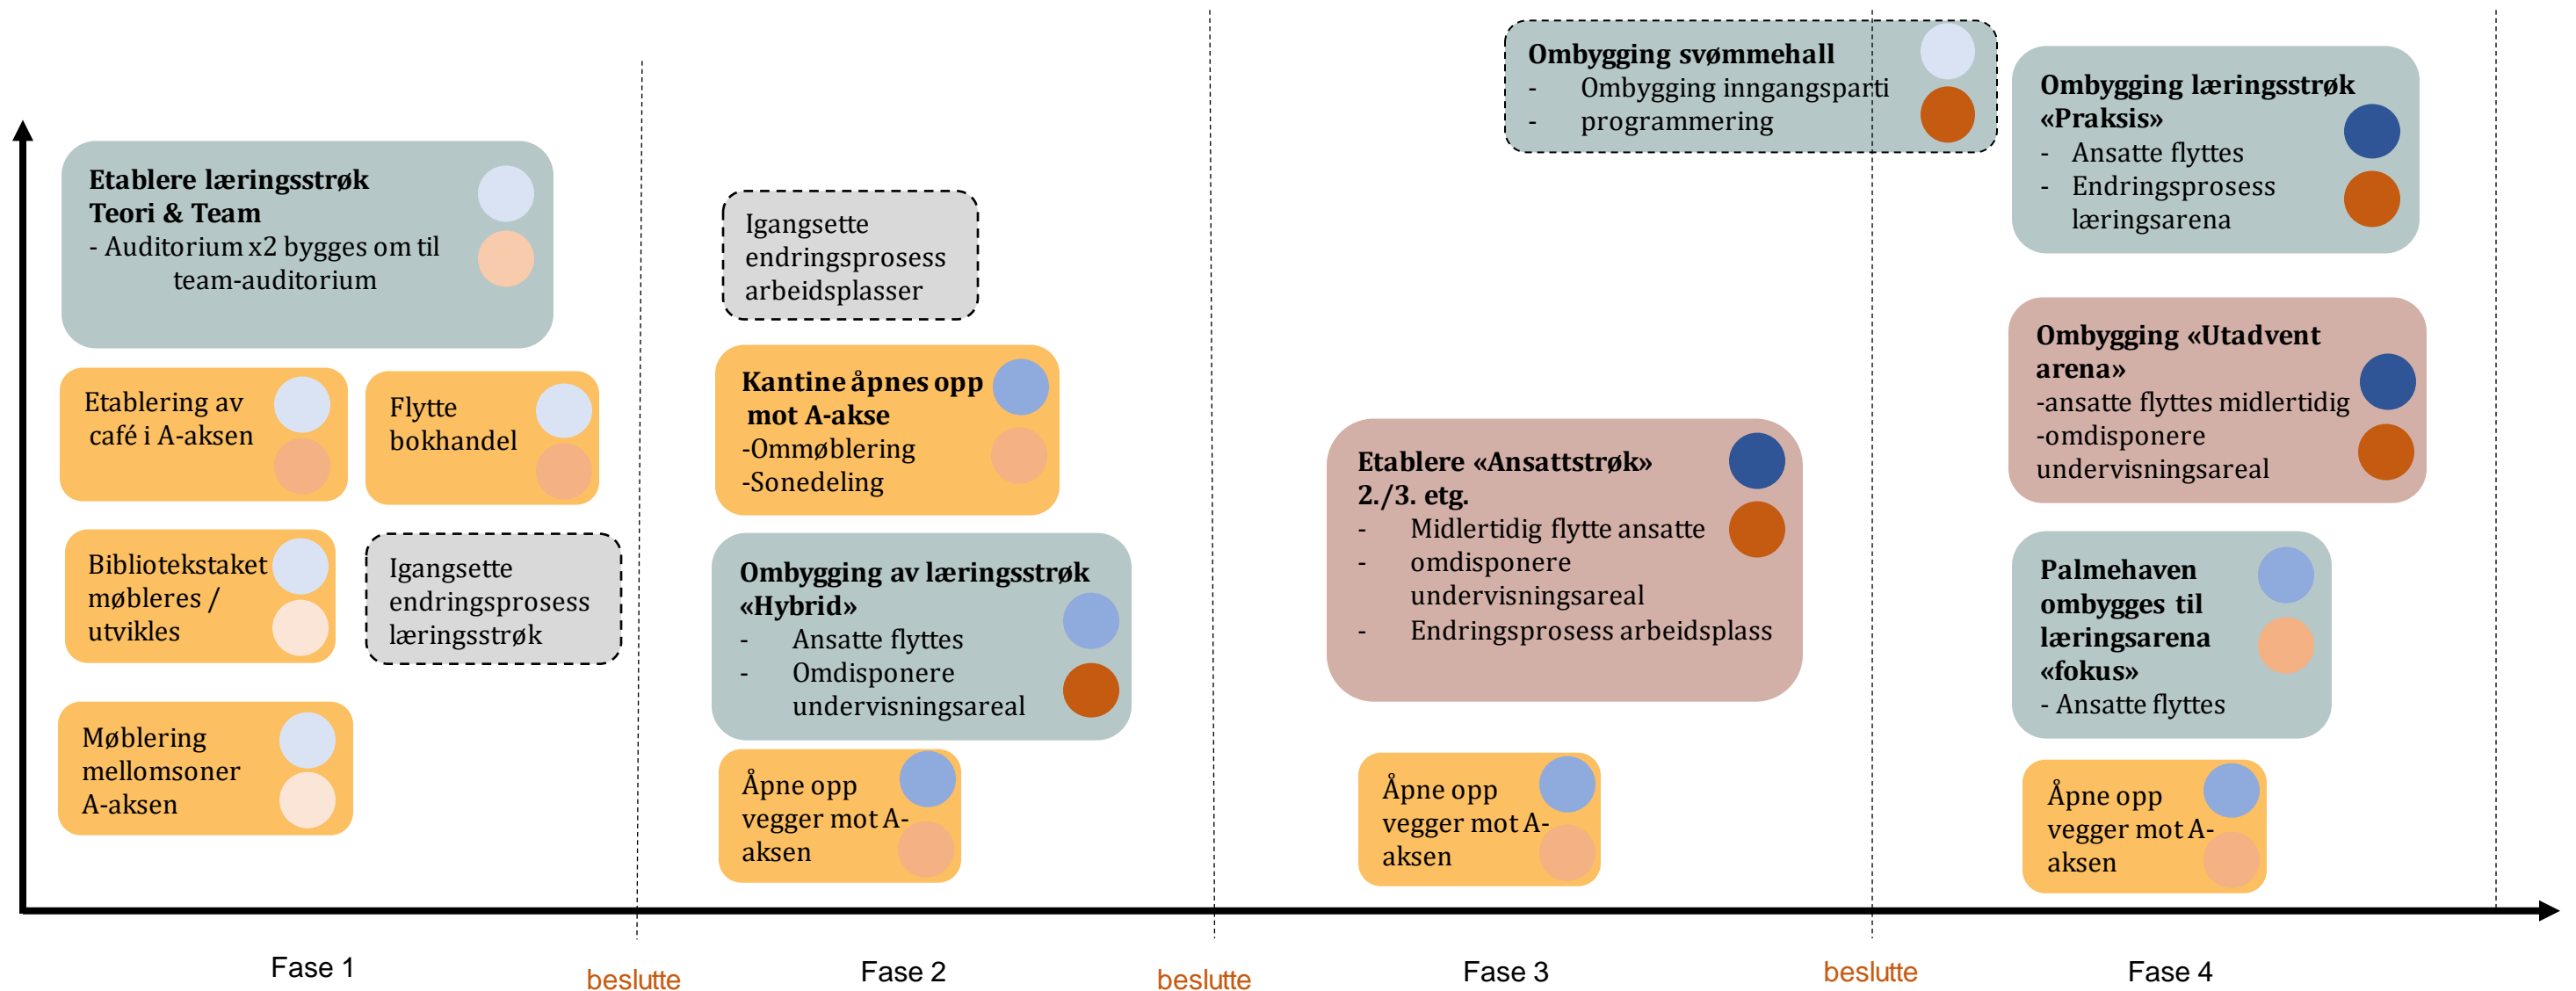 Etablere læringsstrøk
Teori & Team
- Auditorium x2 bygges om til
team-auditorium
Etablering av
café i A-aksen
Flytte
bokhandel
Bibliotekstaket
møbleres /
utvikles
Igangsette
endringsprosess
læringsstrøk
Møblering
mellomsoner
A-aksen
Igangsette
endringsprosess
arbeidsplasser
Kantine åpnes opp
mot A-akse
-Ommøblering
-Sonedeling
Ombygging av læringsstrøk
«Hybrid»
- Ansatte flyttes
- Omdisponere
undervisningsareal
Åpne opp
vegger mot A-
aksen
Ombygging svømmehall
- Ombygging inngangsparti
- programmering
Etablere «Ansattstrøk»
2./3. etg.
- Midlertidig flytte ansatte
- omdisponere
undervisningsareal
- Endringsprosess arbeidsplass
Åpne opp
vegger mot A-
aksen
Ombygging læringsstrøk
«Praksis»
- Ansatte flyttes
- Endringsprosess
læringsarena
Ombygging «Utadvent
arena»
-ansatte flyttes midlertidig
-omdisponere
undervisningsareal
Palmehaven
ombygges til
læringsarena
«fokus»
- Ansatte flyttes
Åpne opp
vegger mot A-
aksen
Fase 1
beslutte
Fase 2
beslutte
Fase 3
beslutte
Fase 4